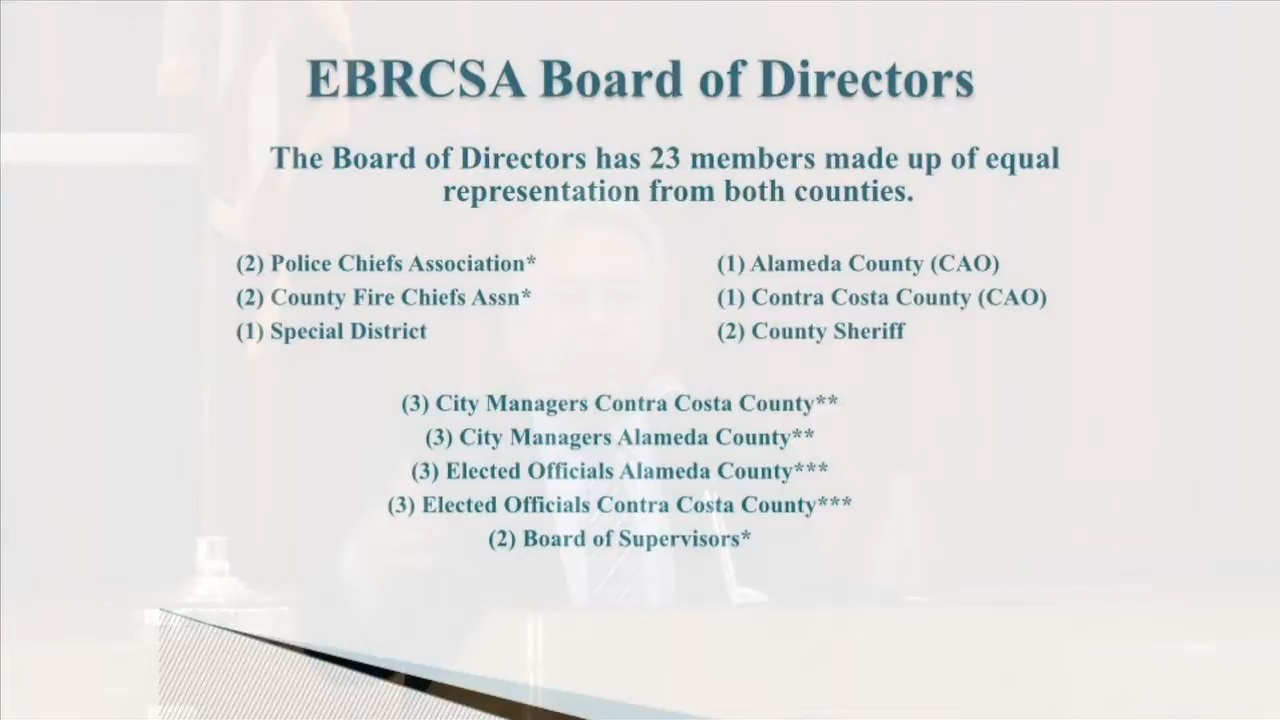 EBRCSA Board of Directors
The Board of Directors has 23 members made up of equal
representation from both counties.
(2) Police Chiefs Association*
(2) County Fire Chiefs Assn*
(1) Special District
(1) Alameda County (CAO)
(1) Contra Costa County (CAO)
(2) County Sheriff
(3) City Managers Contra Costa County**
(3) City Managers Alameda County**
(3) Elected Officials Alameda County***
(3) Elected Officials Contra Costa County***
(2) Board of Supervisors*